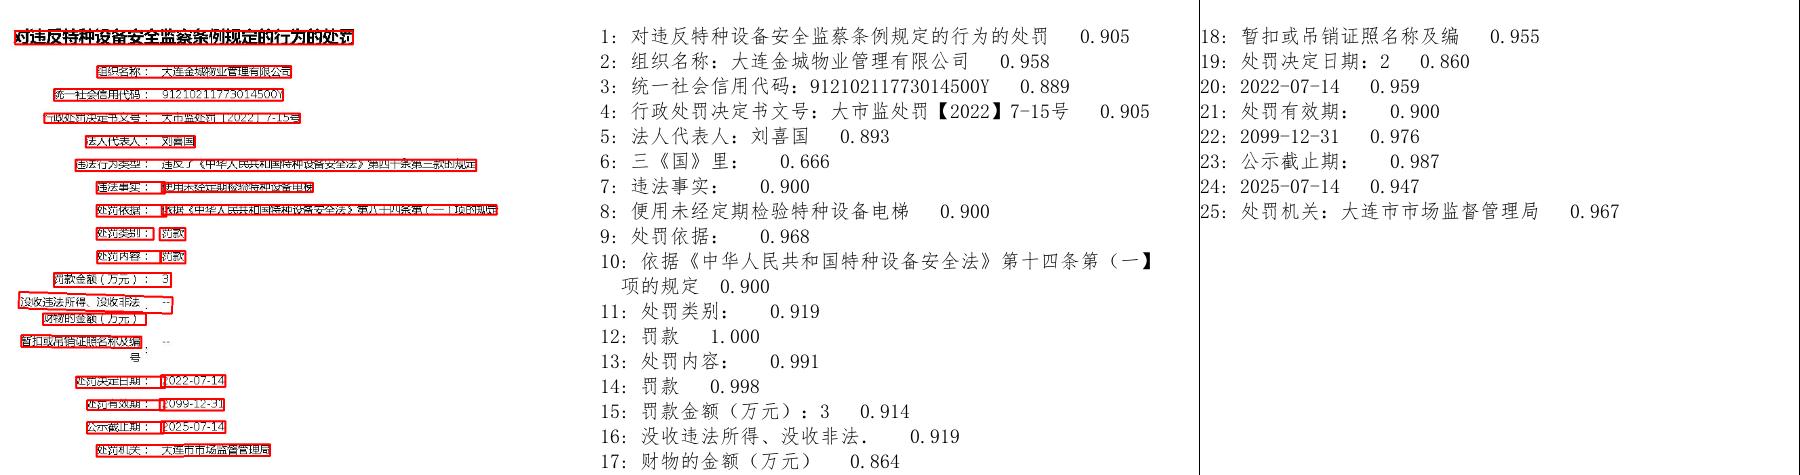 对违反特种设备安全监察条例规定的行为的处罚
组织名称： 大连金城物业管理有限公司
统一社会信用代码： 91210211773014500Y
行政处罚决定书文号： 大市监处罚〔2022〕7-15号
法人代表人： 刘喜国
违法行为类型： 违反了《中华人民共和国特种设备安全法》第四十条第三款的规定
违法事实： 使用未经定期检验特种设备电梯
处罚依据： 依据《中华人民共和国特种设备安全法》第八十四条第（一）项的规定
处罚类别： 罚款
处罚内容： 罚款
罚款金额（万元）： 3
没收违法所得、没收非法 --
财物的金额（万元）：
暂扣或吊销证照名称及编 --
号：
处罚决定日期： 2022-07-14
处罚有效期： 2099-12-31
公示截止期： 2025-07-14
处罚机关： 大连市市场监督管理局
1: 对违反特种设备安全监察条例规定的行为的处罚 0.905
2: 组织名称：大连金城物业管理有限公司 0.958
3: 统一社会信用代码：91210211773014500Y 0.889
4: 行政处罚决定书文号：大市监处罚【2022】7-15号 0.905
5: 法人代表人：刘喜国 0.893
6: 三《国》里： 0.666
7: 违法事实： 0.900
8: 便用未经定期检验特种设备电梯 0.900
9: 处罚依据： 0.968
10: 依据《中华人民共和国特种设备安全法》第十四条第（一】
项的规定 0.900
11: 处罚类别： 0.919
12: 罚款 1.000
13: 处罚内容： 0.991
14: 罚款 0.998
15: 罚款金额（万元）：3 0.914
16: 没收违法所得、没收非法． 0.919
17: 财物的金额（万元） 0.864
18: 暂扣或吊销证照名称及编 0.955
19: 处罚决定日期：2 0.860
20: 2022-07-14 0.959
21: 处罚有效期： 0.900
22: 2099-12-31 0.976
23: 公示截止期： 0.987
24: 2025-07-14 0.947
25: 处罚机关：大连市市场监督管理局 0.967